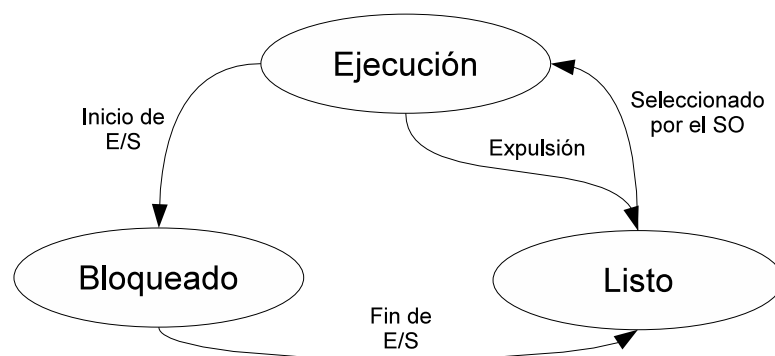 Ejecución
Inicio de
E/S
Seleccionado
por el SO
Expulsión
Bloqueado
Listo
Fin de
E/S